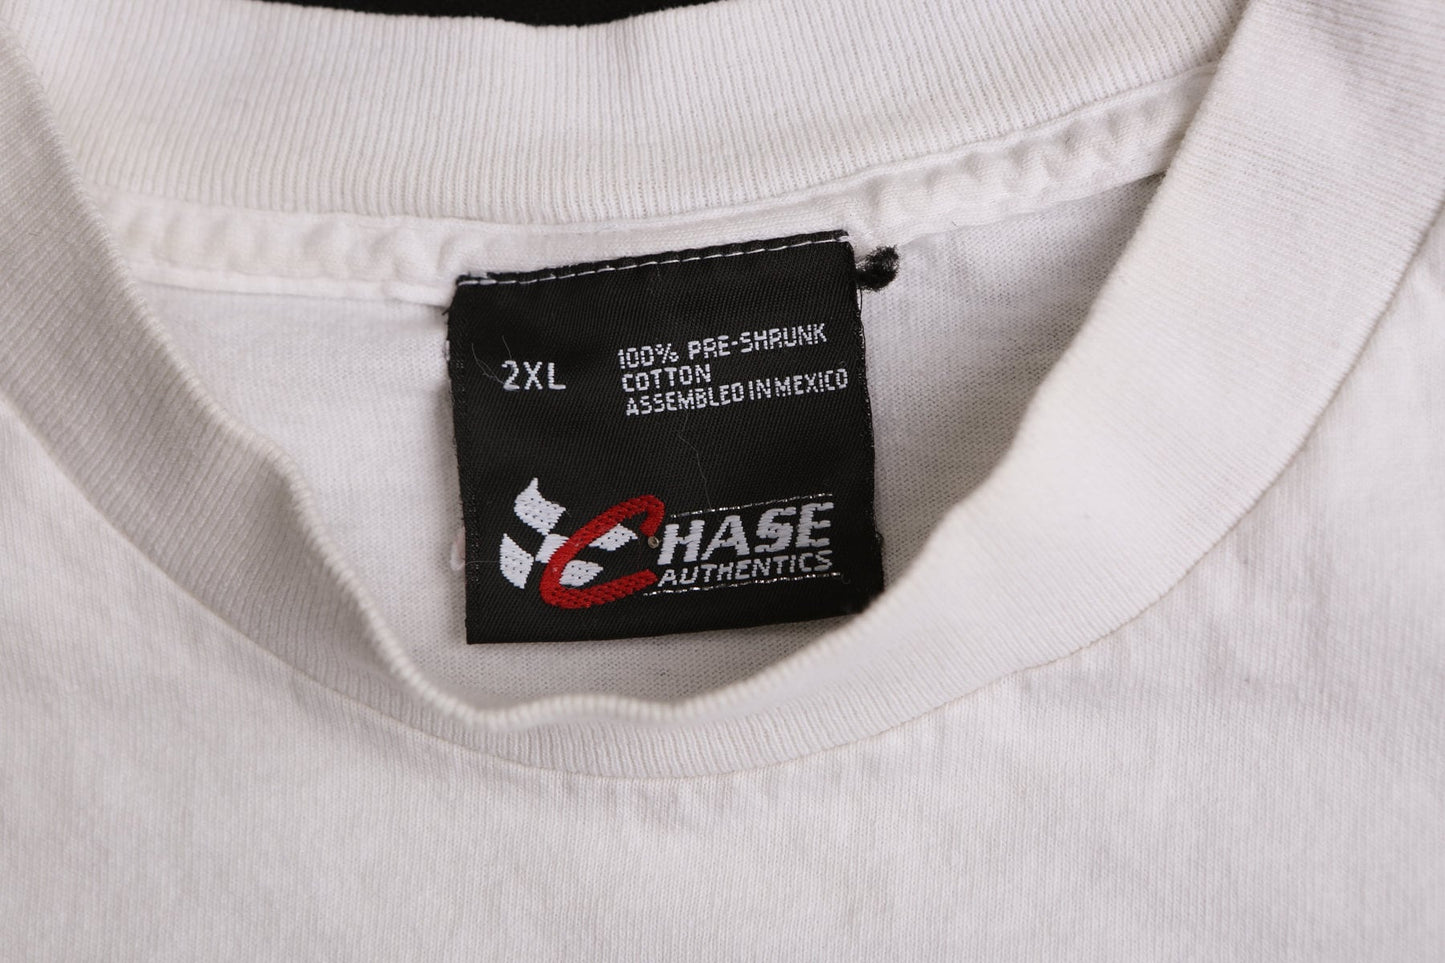 2XL
100% PRE-SHRUNK
COTTON
ASSEMBLED IN MEXICO
CHASE
AUTHENTICS